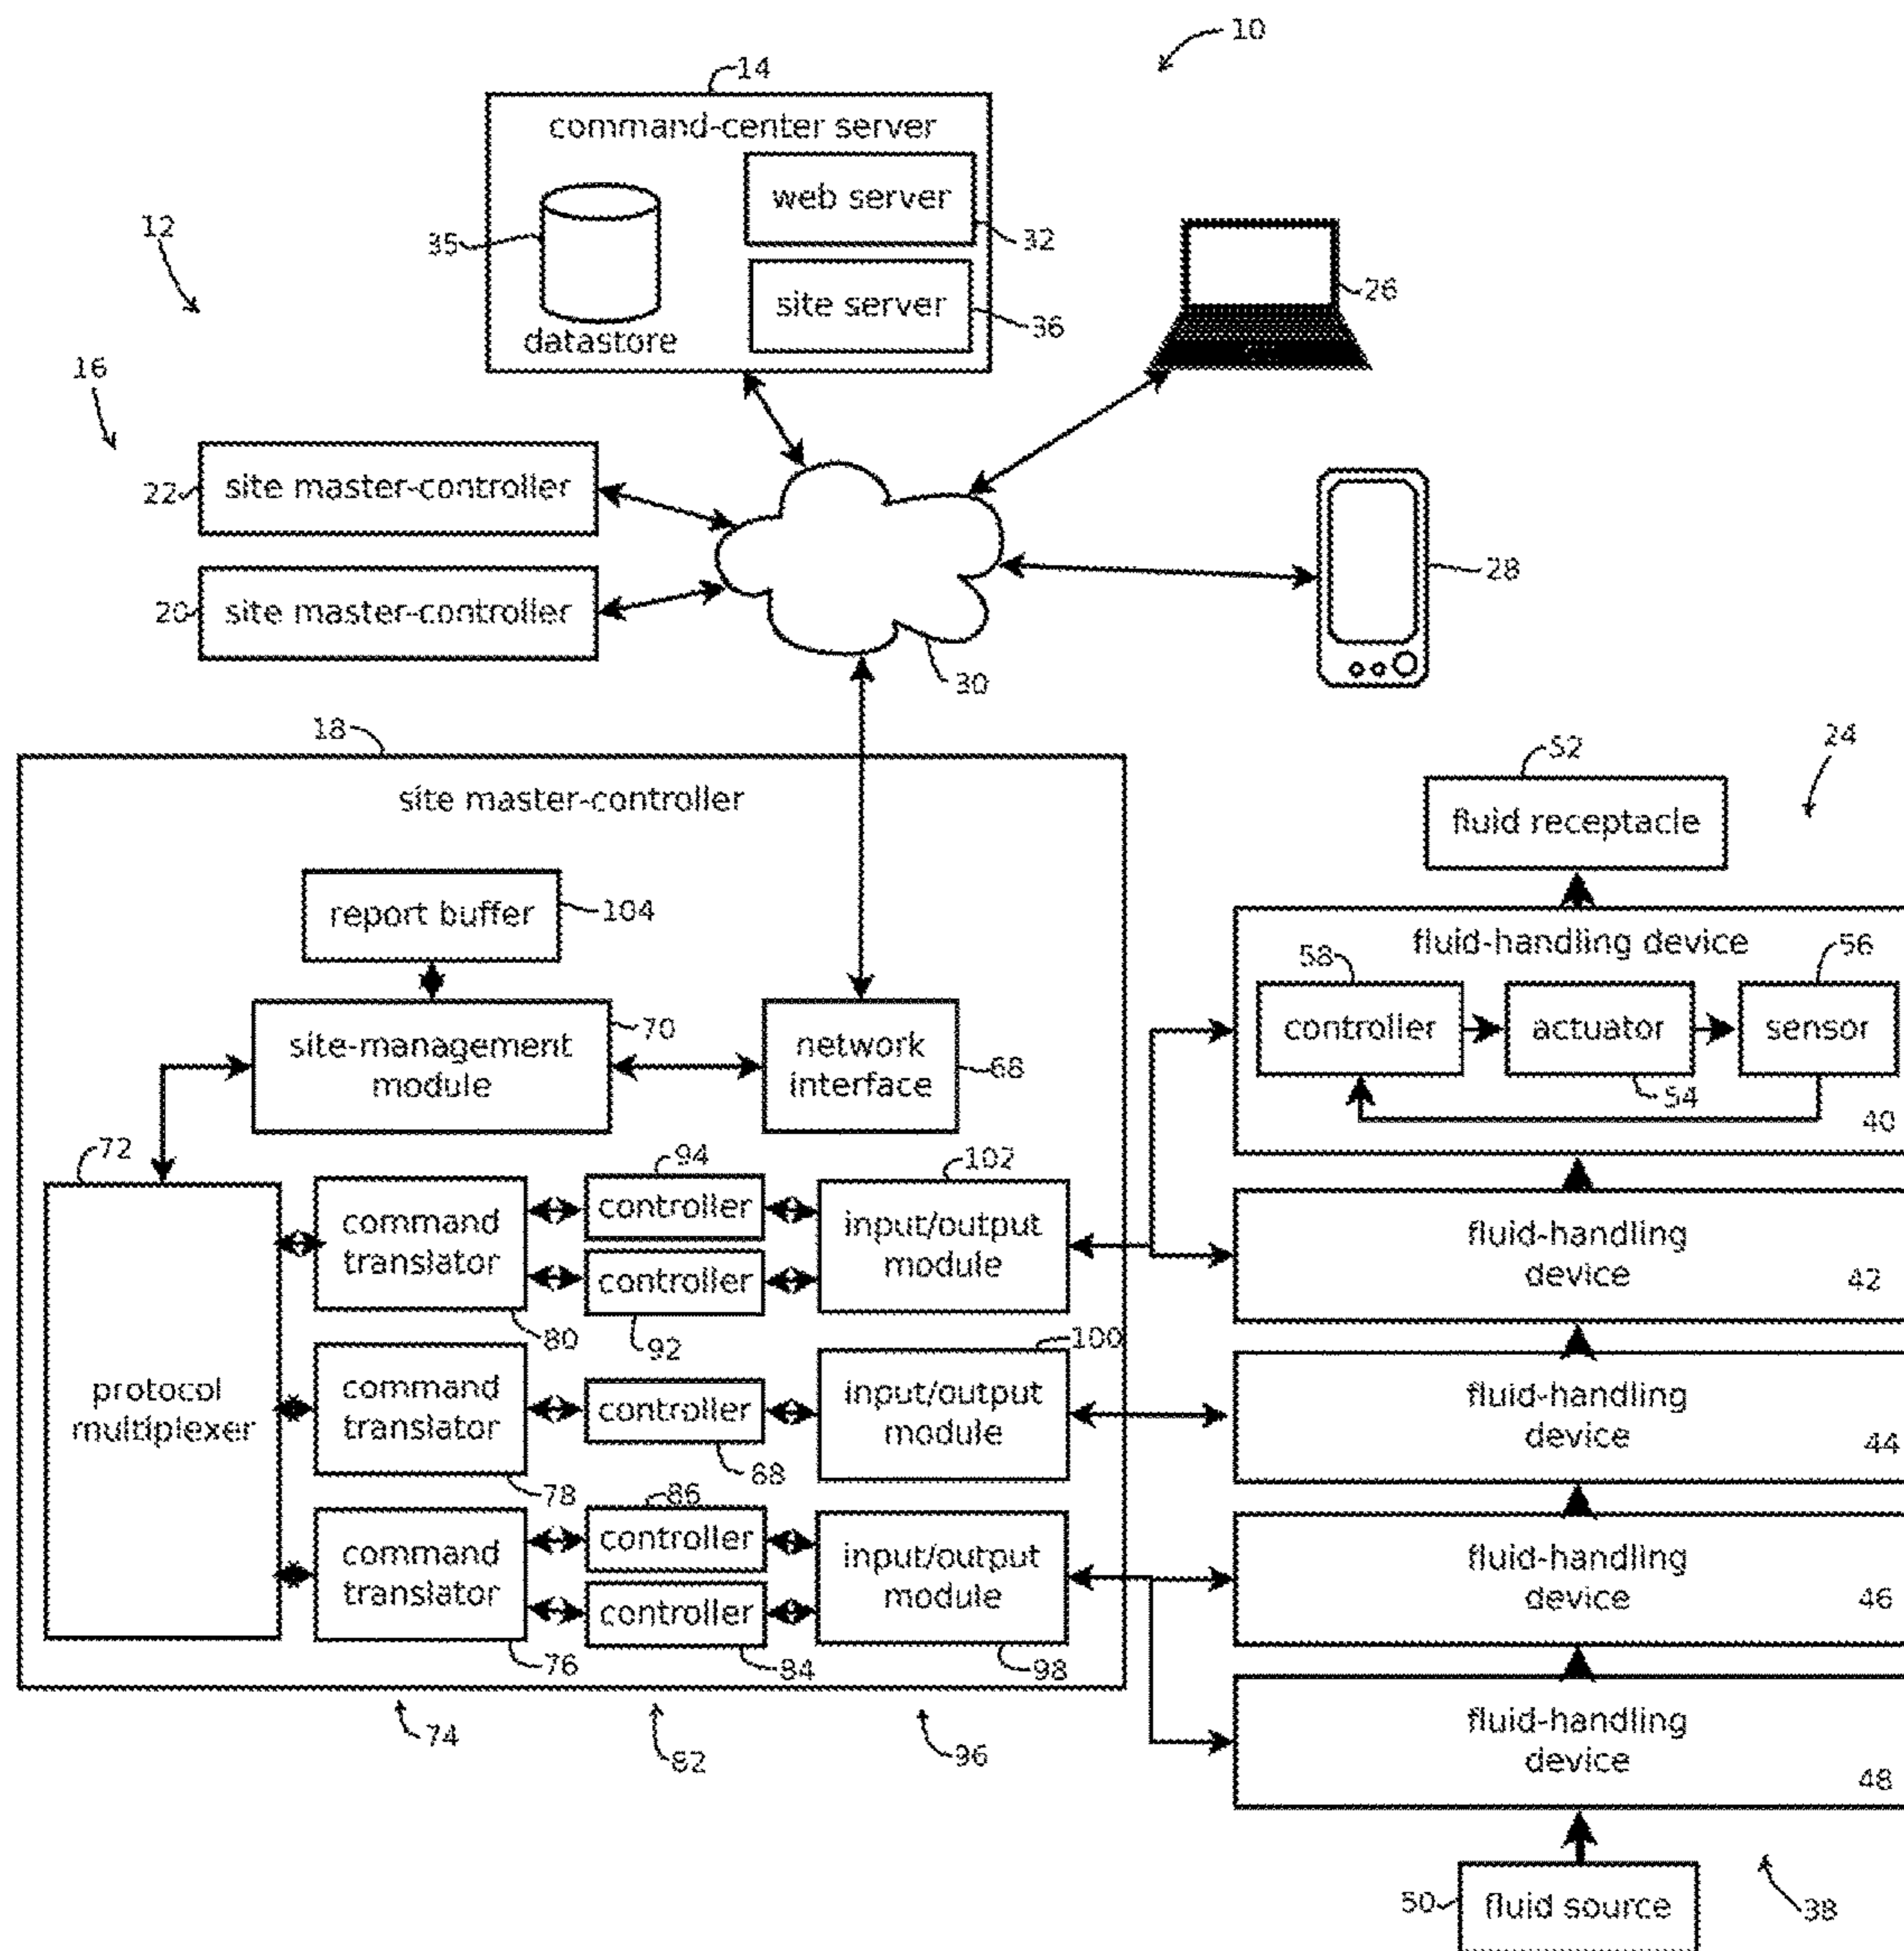 10
14
command-center server
web server
12
35
32
site server
26
36
datastore
16
22
site master-controller
28
20
site master-controller
30
18
24
52
site master-controller
fluid receptacle
report buffer
104
fluid-handling device
58
56
controller
actuator
sensor
54
40
site-management
module
70
network
interface
68
72
94
102
command
translator
controller
input/output
module
fluid-handling
device
42
controller
80
92
100
protocol
multiplexer
command
translator
controller
input/output
module
fluid-handling
device
44
88
78
86
command
translator
controller
input/output
module
fluid-handling
device
46
controller
76
84
98
fluid-handling
device
48
74
82
96
50
fluid source
38